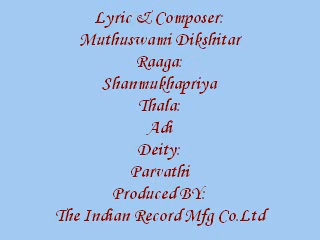 Lyric & Composer:
Muthuswami Dikshitar
Raaga:
Shanmukhapriya
Thala:
Adi
Deity:
Parvathi
Produced BY:
The Indian Record Mfg Co.Ltd